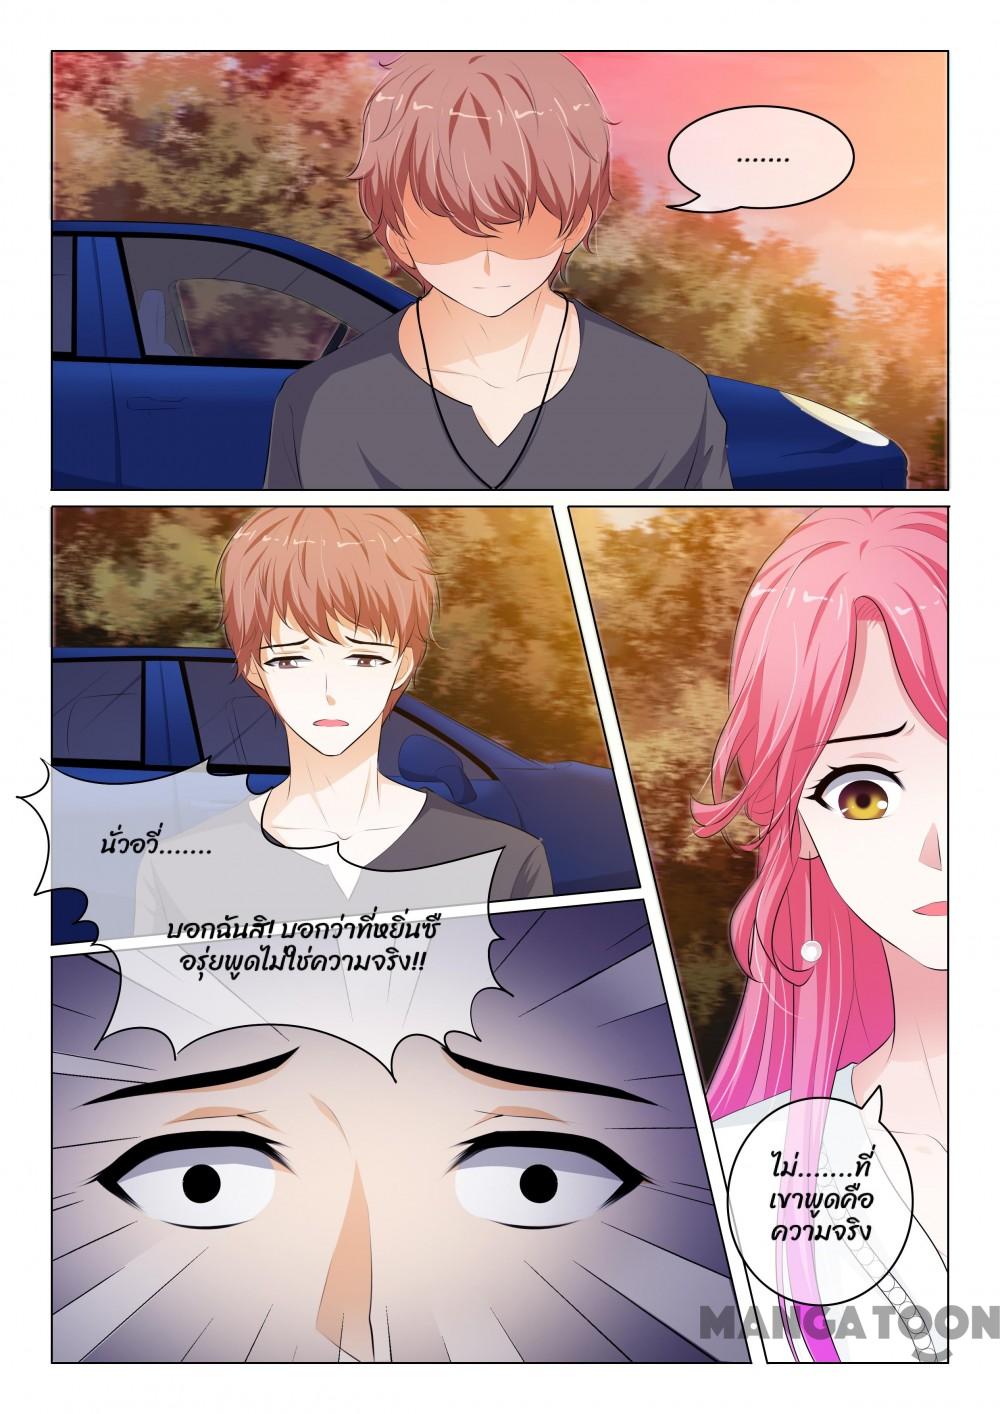 .......
นั่วอวี่.......
บอกฉันสิ! บอกว่าที่หยิ่นซื
อรุ่ยพูดไม่ใช่ความจริง!!
ไม่.......ที่
เขาพูดคือ
ความจริง
MANGATOON